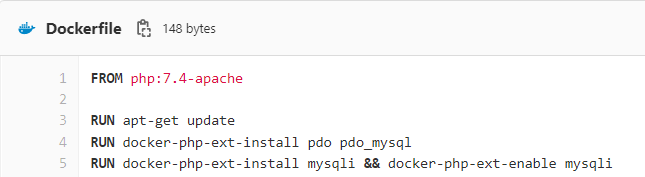 Dockerfile 148 bytes
1 FROM php:7.4-apache
2
3 RUN apt-get update
4 RUN docker-php-ext-install pdo pdo_mysql
5 RUN docker-php-ext-install mysqli && docker-php-ext-enable mysqli